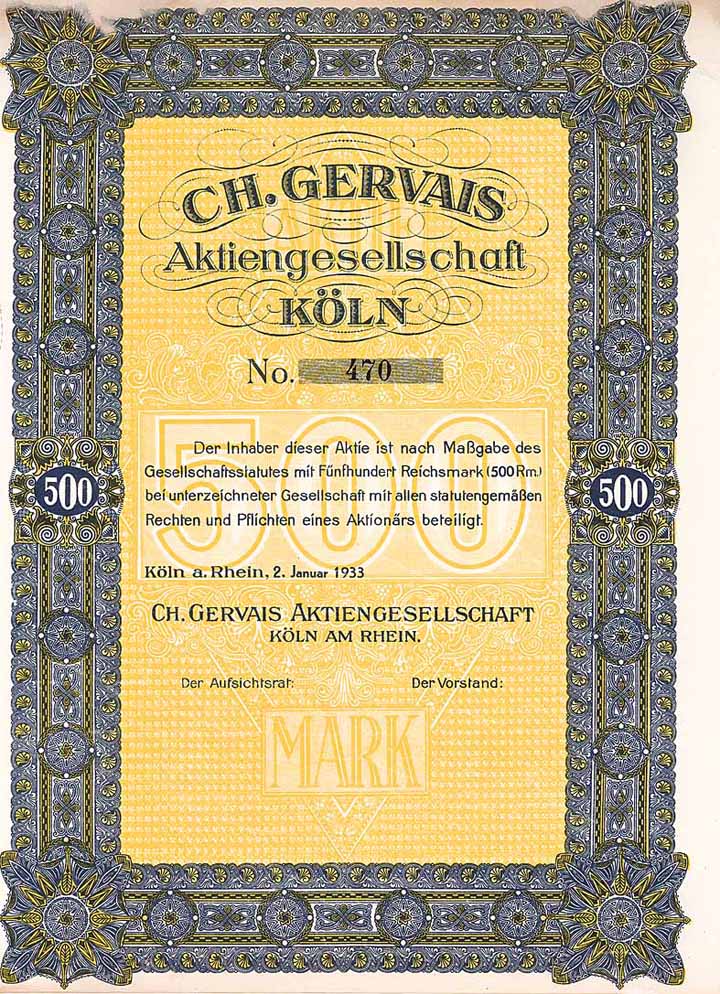 CH. GERVAIS
Aktiengesellschaft
KÖLN
No. 470
500
Der Inhaber dieser Aktie ist nach Maßgabe des
Gesellschaftsstatutes mit Fünfhundert Reichsmark (500 Rm.)
bei unterzeichneter Gesellschaft mit allen statutengemäßen
Rechten und Pflichten eines Aktionärs beteiligt.
500
500
Köln a. Rhein, 2. Januar 1933
CH. GERVAIS AKTIENGESELLSCHAFT
KÖLN AM RHEIN.
Der Aufsichtsrat:
Der Vorstand:
MARK